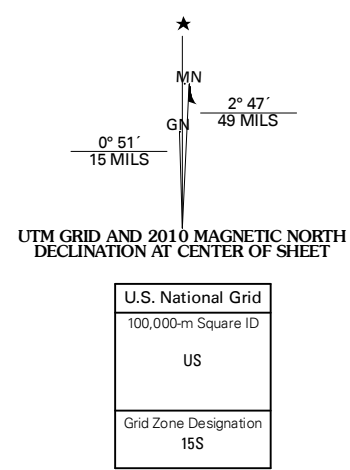 ★
MN
GN
2° 47´
49 MILS
0° 51´
15 MILS
UTM GRID AND 2010 MAGNETIC NORTH
DECLINATION AT CENTER OF SHEET
U.S. National Grid
100,000-m Square ID
US
Grid Zone Designation
15S